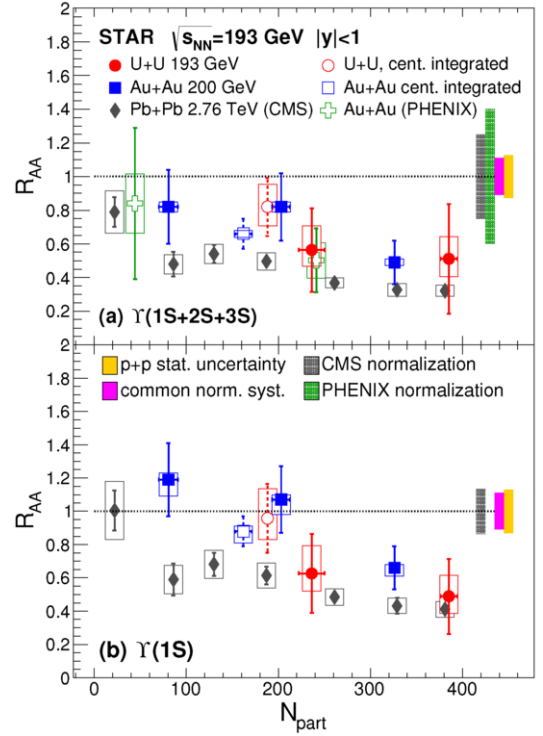 STAR √sNN=193 GeV |y|<1
U+U 193 GeV
U+U, cent. integrated
Au+Au 200 GeV
Au+Au cent. integrated
Pb+Pb 2.76 TeV (CMS)
Au+Au (PHENIX)
RAA
2
1.8
1.6
1.4
1.2
1
0.8
0.6
0.4
0.2
(a) ϒ(1S+2S+3S)
p+p stat. uncertainty
CMS normalization
common norm. syst.
PHENIX normalization
RAA
2
1.8
1.6
1.4
1.2
1
0.8
0.6
0.4
0.2
0
(b) ϒ(1S)
0 100 200 300 400
Npart